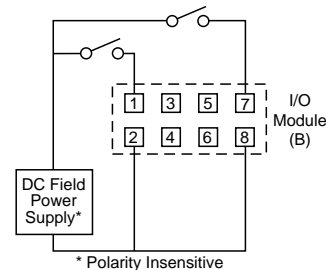 1 3 5 7
2 4 6 8
I/O
Module
(B)
DC Field
Power
Supply*
* Polarity Insensitive